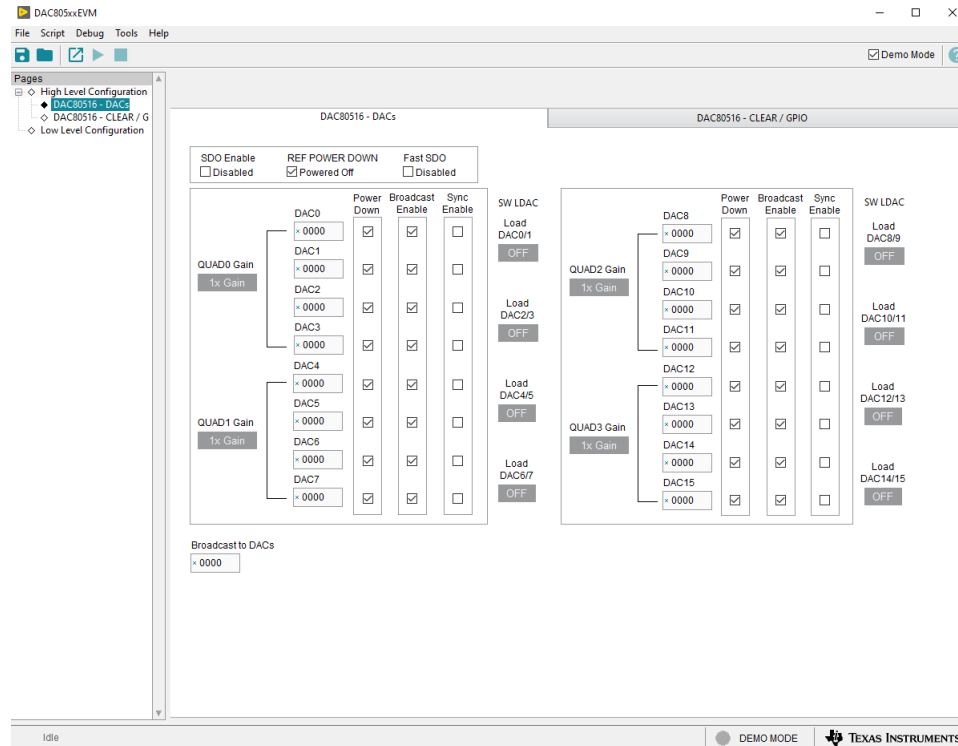 DAC805xxEVM
File Script Debug Tools Help
Demo Mode
Pages
High Level Configuration
DAC80516 - DACs
DAC80516 - CLEAR / G
Low Level Configuration
DAC80516 - DACs
DAC80516 - CLEAR / GPIO
SDO Enable REF POWER DOWN Fast SDO
Disabled Powered Off Disabled
Power Down Broadcast Enable Sync Enable
SW LDAC
QUAD0 Gain
1x Gain
DAC0
× 0000
DAC1
× 0000
DAC2
× 0000
DAC3
× 0000
QUAD1 Gain
1x Gain
DAC4
× 0000
DAC5
× 0000
DAC6
× 0000
DAC7
× 0000
Load
DAC0/1
OFF
Load
DAC2/3
OFF
Load
DAC4/5
OFF
Load
DAC6/7
OFF
Power Down Broadcast Enable Sync Enable
SW LDAC
QUAD2 Gain
1x Gain
DAC8
× 0000
DAC9
× 0000
DAC10
× 0000
DAC11
× 0000
QUAD3 Gain
1x Gain
DAC12
× 0000
DAC13
× 0000
DAC14
× 0000
DAC15
× 0000
Load
DAC8/9
OFF
Load
DAC10/11
OFF
Load
DAC12/13
OFF
Load
DAC14/15
OFF
Broadcast to DACs
× 0000
Idle
DEMO MODE
TEXAS INSTRUMENTS